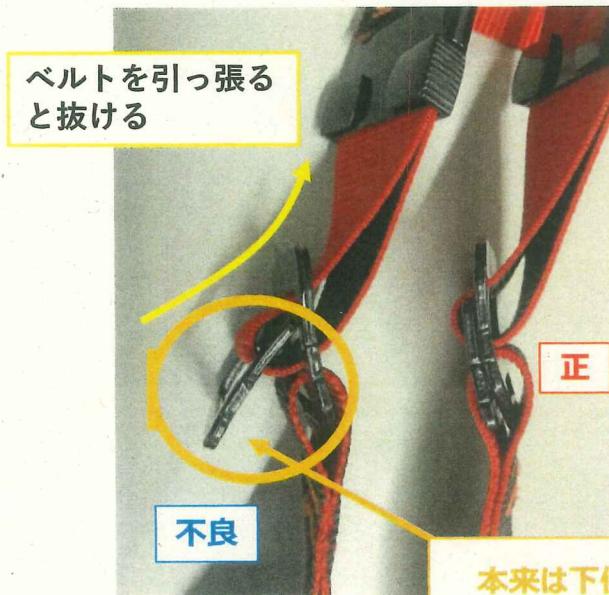 ベルトを引っ張る
と抜ける
正
不良
本来は下